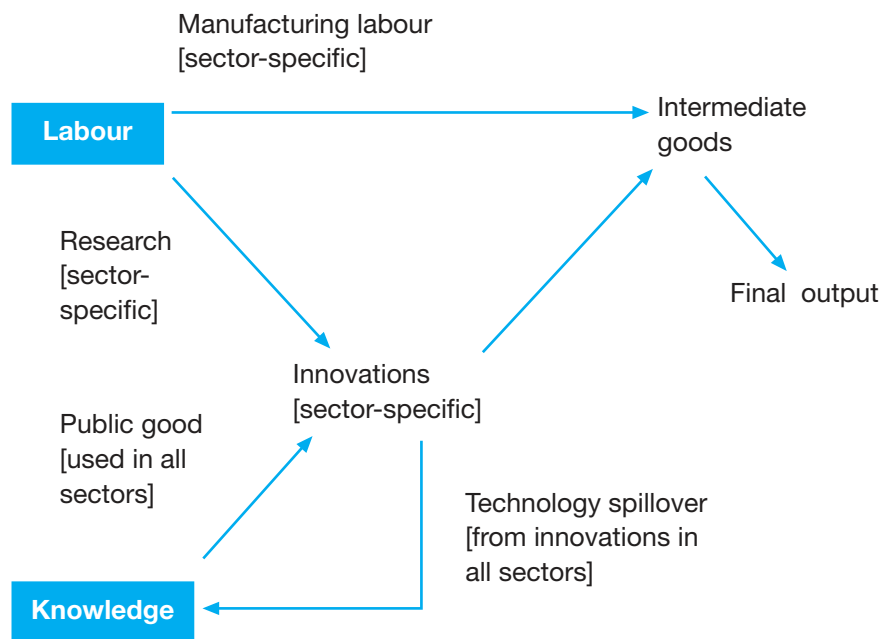 Manufacturing labour
[sector-specific]
Labour
Intermediate
goods
Research
[sector-
specific]
Final output
Innovations
[sector-specific]
Public good
[used in all
sectors]
Technology spillover
[from innovations in
all sectors]
Knowledge